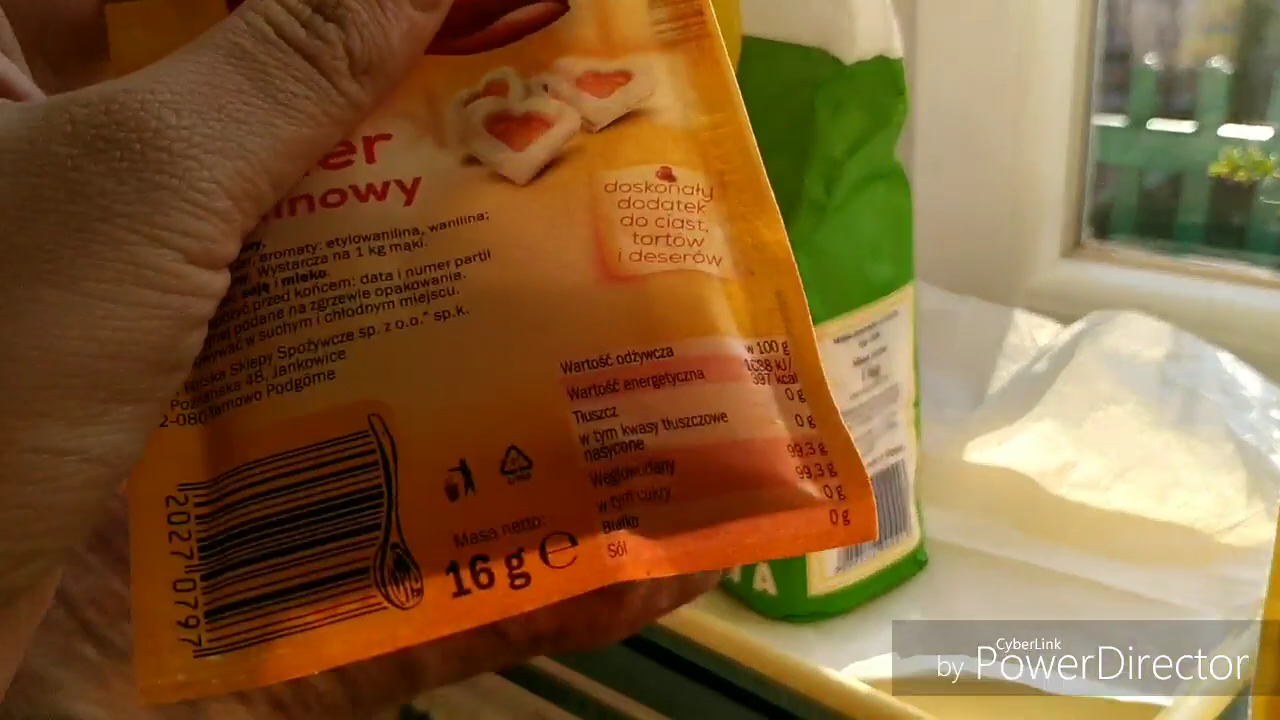 er
inowy
aromaty: etylowanilina, wanilina;
Wystarcza na 1 kg mąki.
soję i mleko.
przed końcem: data i numer partii
podane na zgrzewie opakowania.
w suchym i chłodnym miejscu.
Polska Sklepy Spożywcze sp. z o.o." sp.k.
Poznańska 48, Jankowice
2-080 Tarnowo Podgórne
doskonały
dodatek
do ciast,
tortów
i deserów
Wartość odżywcza w 100 g
Wartość energetyczna 1688 kJ/
397 kcal
Tłuszcz 0 g
w tym kwasy tłuszczowe
nasycone 0 g
Węglowodany 99,3 g
w tym cukry 99,3 g
Białko 0 g
Sól 0 g
2027 0797
Masa netto:
16 g e
TA
CyberLink
by PowerDirector